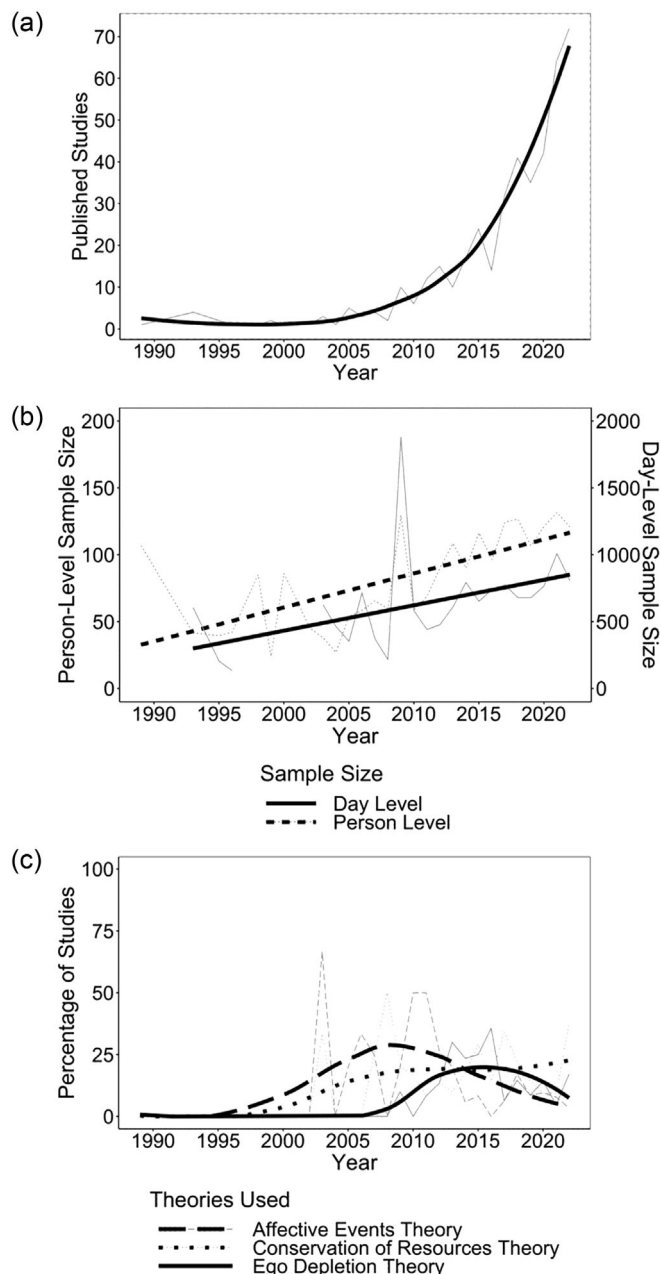 (a)
Published Studies
70
60
50
40
30
20
10
0
1990 1995 2000 2005 2010 2015 2020
Year
(b)
Person-Level Sample Size
200
150
100
50
0
2000
1500
1000
500
0
Day-Level Sample Size
1990 1995 2000 2005 2010 2015 2020
Year
Sample Size
Day Level
Person Level
(c)
Percentage of Studies
100
75
50
25
0
1990 1995 2000 2005 2010 2015 2020
Year
Theories Used
Affective Events Theory
Conservation of Resources Theory
Ego Depletion Theory